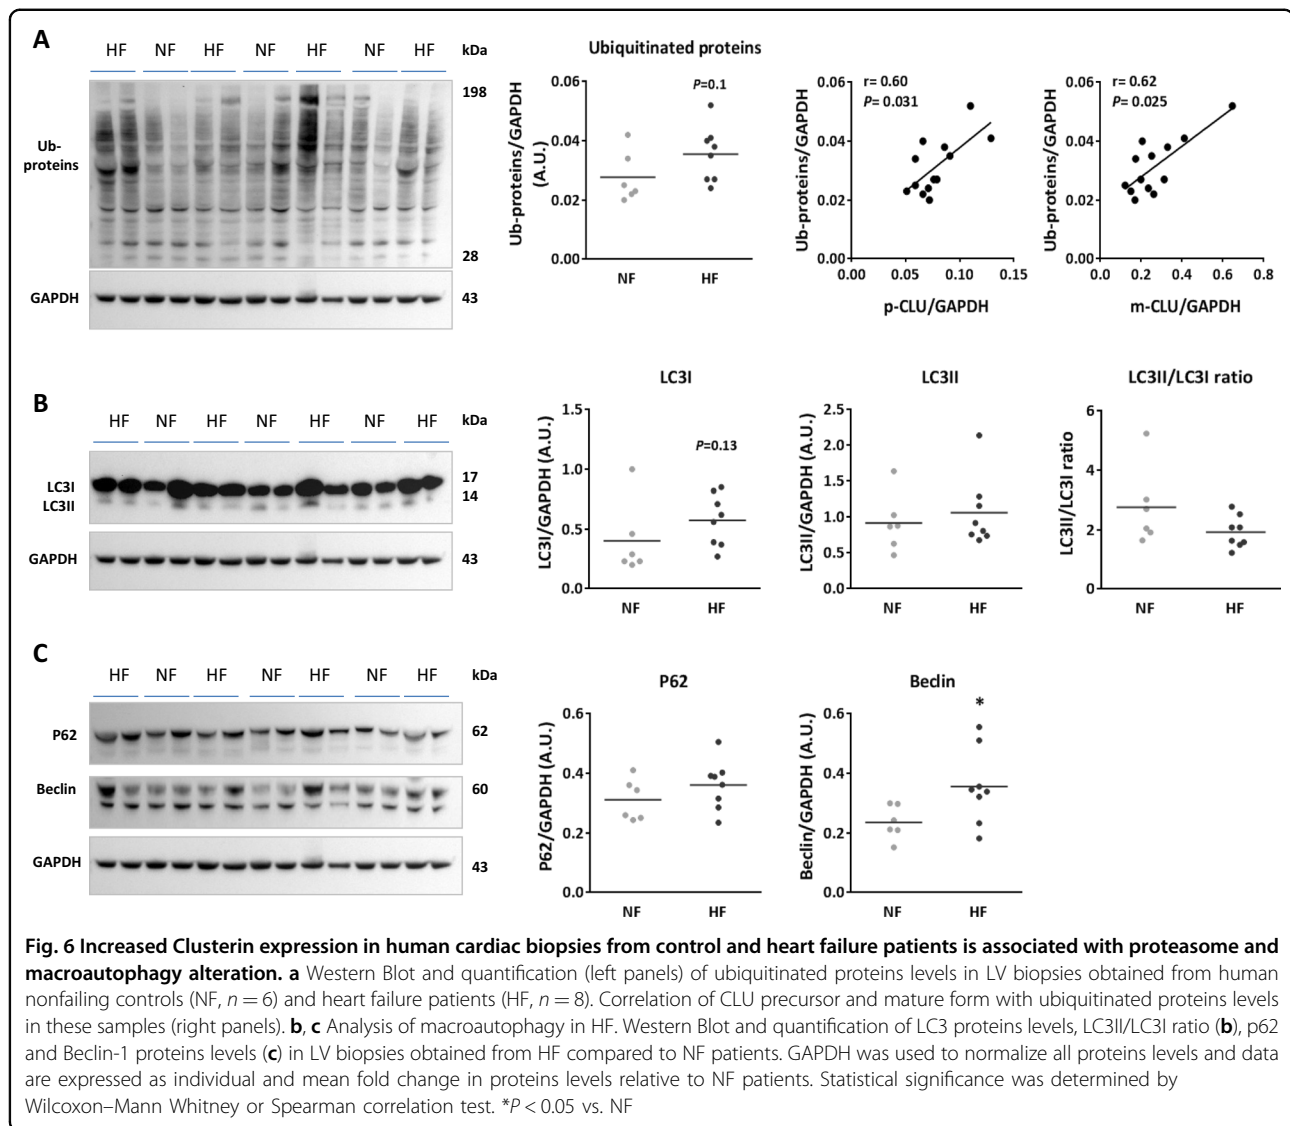 A
HF NF HF NF HF NF HF kDa
198
Ub-
proteins
28
GAPDH 43
Ubiquitinated proteins
Ub-proteins/GAPDH
(A.U.)
0.06
0.04
0.02
0.00
P=0.1
NF HF
Ub-proteins/GAPDH
0.06
0.04
0.02
0.00
r= 0.60
P= 0.031
0.00 0.05 0.10 0.15
p-CLU/GAPDH
Ub-proteins/GAPDH
0.06
0.04
0.02
0.00
r= 0.62
P= 0.025
0.0 0.2 0.4 0.6 0.8
m-CLU/GAPDH
B
HF NF HF NF HF NF HF kDa
LC3I 17
LC3II 14
GAPDH 43
LC3I
LC3I/GAPDH (A.U.)
1.5
1.0
0.5
0.0
P=0.13
NF HF
LC3II
LC3II/GAPDH (A.U.)
2.5
2.0
1.5
1.0
0.5
0.0
NF HF
LC3II/LC3I ratio
LC3II/LC3I ratio
6
4
2
0
NF HF
C
HF NF HF NF HF NF HF kDa
P62 62
Beclin 60
GAPDH 43
P62
P62/GAPDH (A.U.)
0.6
0.4
0.2
0.0
NF HF
Beclin
Beclin/GAPDH (A.U.)
0.6
0.4
0.2
0.0
*
NF HF
Fig. 6 Increased Clusterin expression in human cardiac biopsies from control and heart failure patients is associated with proteasome and
macroautophagy alteration. a Western Blot and quantification (left panels) of ubiquitinated proteins levels in LV biopsies obtained from human
nonfailing controls (NF, n = 6) and heart failure patients (HF, n = 8). Correlation of CLU precursor and mature form with ubiquitinated proteins levels
in these samples (right panels). b, c Analysis of macroautophagy in HF. Western Blot and quantification of LC3 proteins levels, LC3II/LC3I ratio (b), p62
and Beclin-1 proteins levels (c) in LV biopsies obtained from HF compared to NF patients. GAPDH was used to normalize all proteins levels and data
are expressed as individual and mean fold change in proteins levels relative to NF patients. Statistical significance was determined by
Wilcoxon–Mann Whitney or Spearman correlation test. *P < 0.05 vs. NF